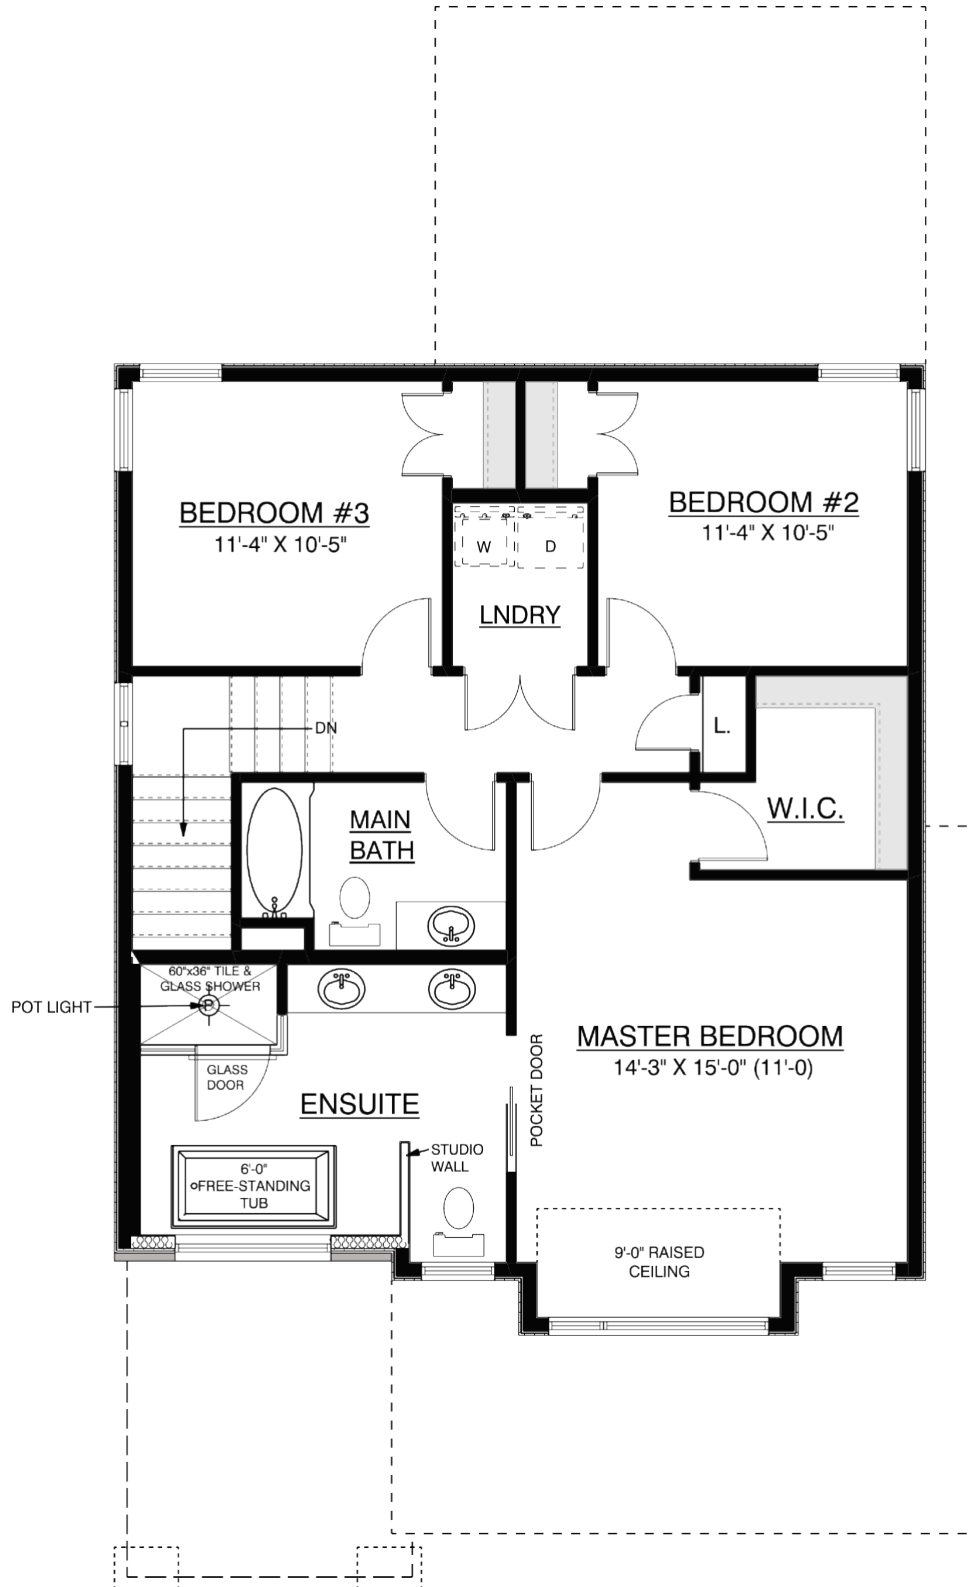 BEDROOM #3
11'-4" X 10'-5"
BEDROOM #2
11'-4" X 10'-5"
W
D
LNDRY
DN
L.
W.I.C.
MAIN
BATH
60"x36" TILE &
GLASS SHOWER
POT LIGHT
P
GLASS
DOOR
ENSUITE
POCKET DOOR
MASTER BEDROOM
14'-3" X 15'-0" (11'-0)
STUDIO
WALL
6'-0"
FREE-STANDING
TUB
9'-0" RAISED
CEILING